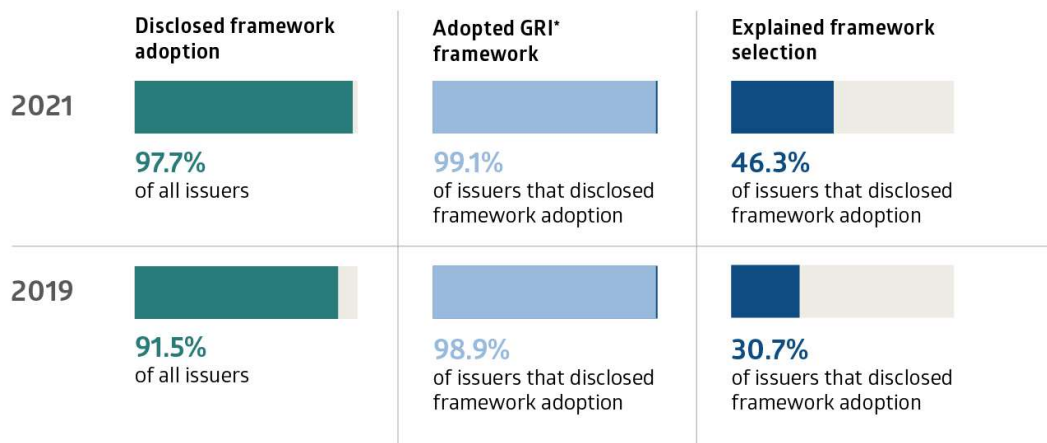 Disclosed framework
adoption
Adopted GRI*
framework
Explained framework
selection
2021
97.7%
of all issuers
99.1%
of issuers that disclosed
framework adoption
46.3%
of issuers that disclosed
framework adoption
2019
91.5%
of all issuers
98.9%
of issuers that disclosed
framework adoption
30.7%
of issuers that disclosed
framework adoption